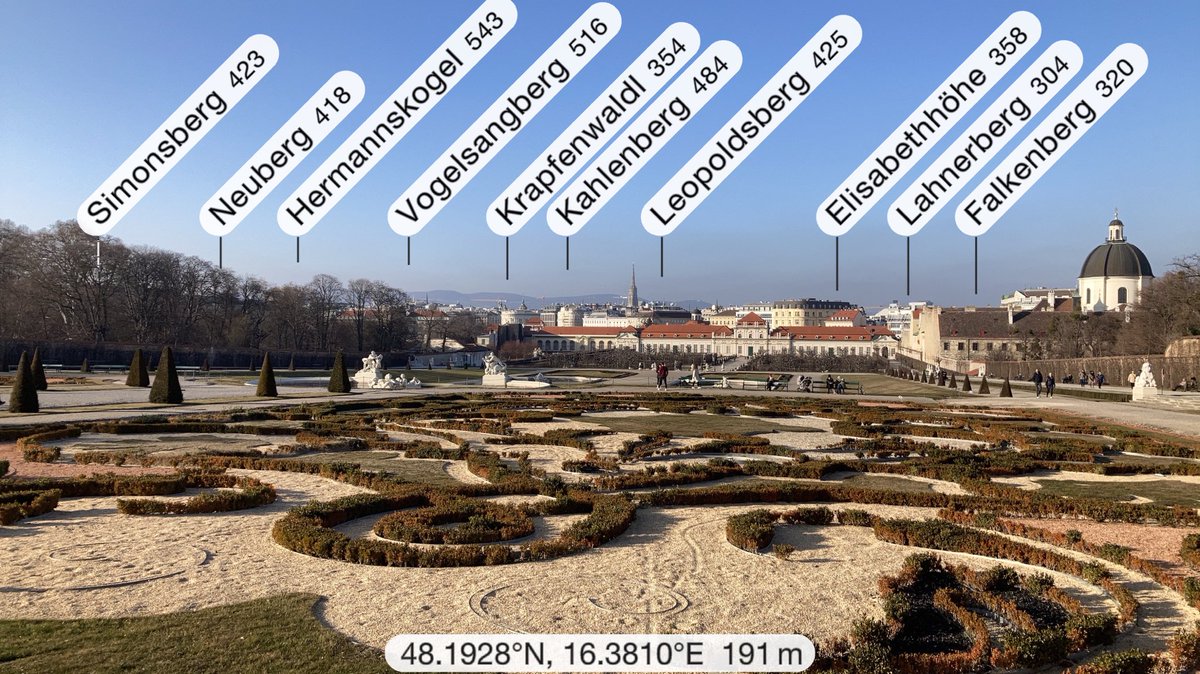 Simonsberg 423
Neuberg 418
Hermannskogel 543
Vogelsangberg 516
Krapfenwaldl 354
Kahlenberg 484
Leopoldsberg 425
Elisabethhöhe 358
Lahnerberg 304
Falkenberg 320
48.1928°N, 16.3810°E 191 m